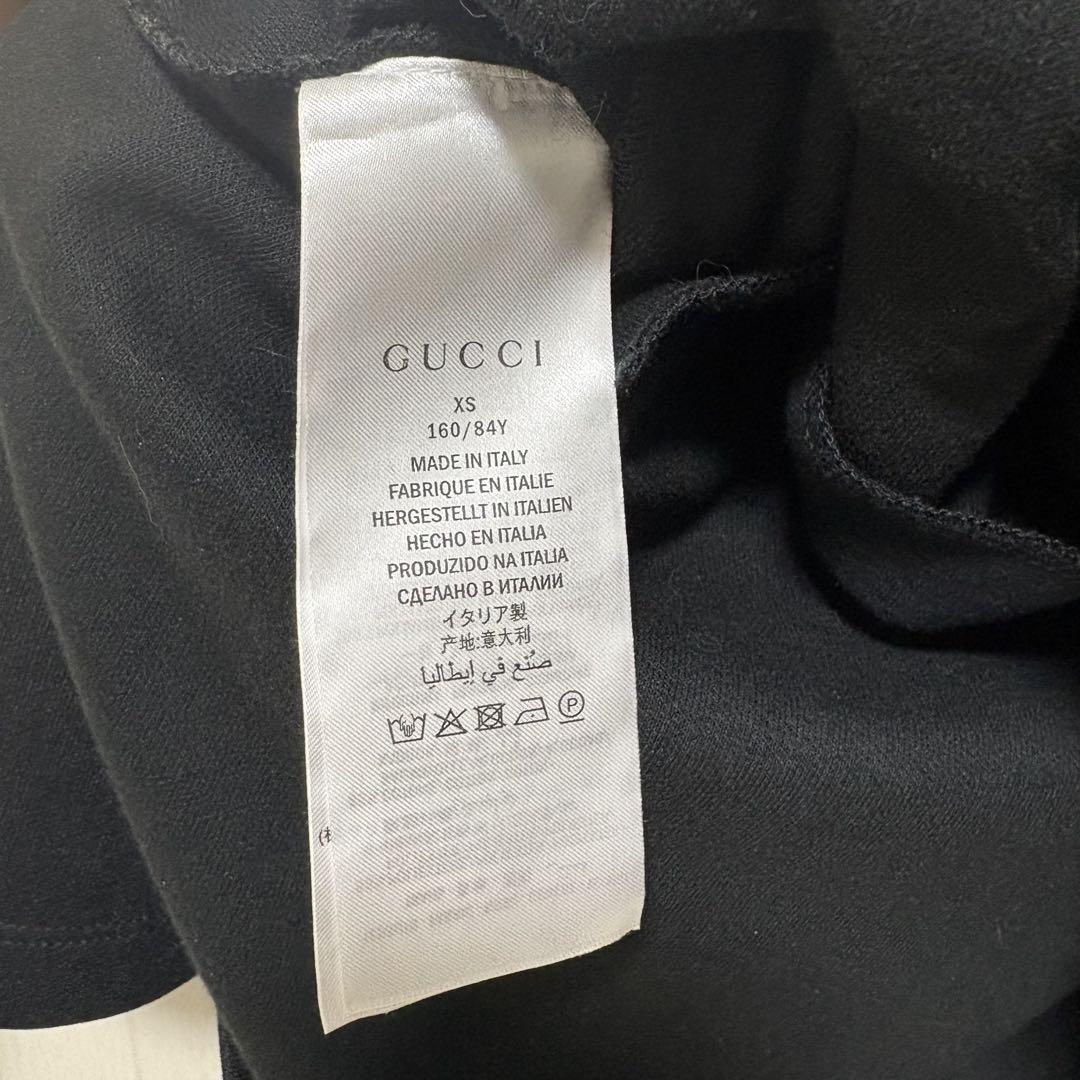 GUCCI
XS
160/84Y
MADE IN ITALY
FABRIQUE EN ITALIE
HERGESTELLT IN ITALIEN
HECHO EN ITALIA
PRODUZIDO NA ITALIA
СДЕЛАНО В ИТАЛИИ
イタリア製
产地:意大利
صُنع في إيطاليا
P